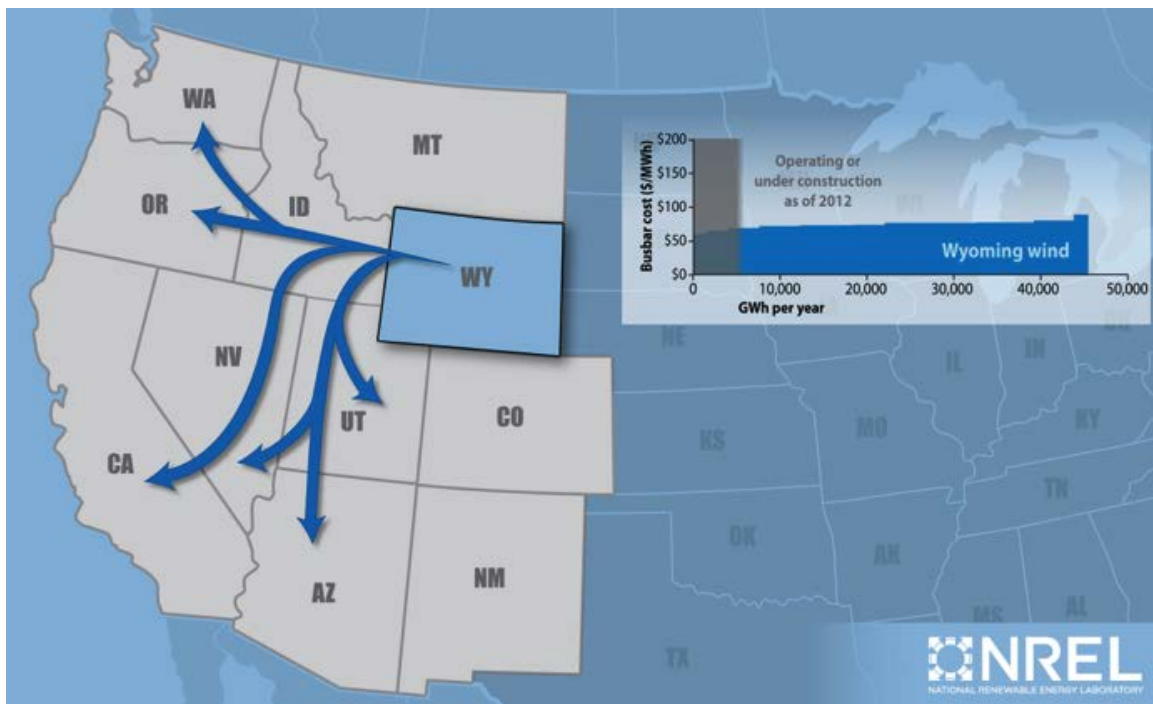 WA
MT
OR
ID
WY
NV
UT
CO
CA
AZ
NM
$200
$150
$100
$50
$0
Busbar cost ($/MWh)
Operating or
under construction
as of 2012
Wyoming wind
0
10,000
20,000
30,000
40,000
50,000
GWh per year
NE
IL
IN
OH
KS
MO
KY
TN
OK
AK
MS
AL
TX
NREL
NATIONAL RENEWABLE ENERGY LABORATORY